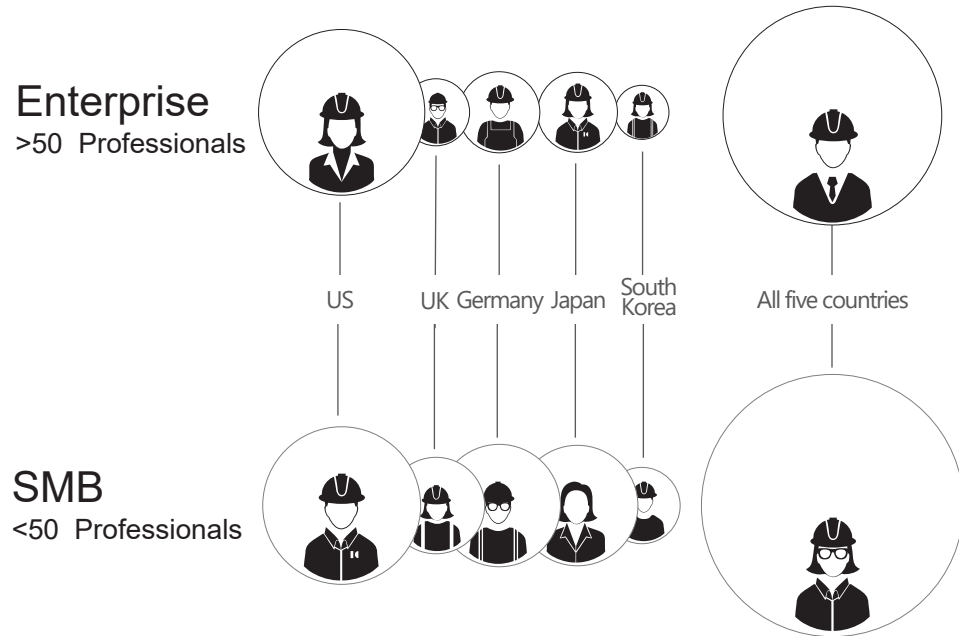 Enterprise
>50 Professionals
US
UK
Germany
Japan
South
Korea
All five countries
SMB
<50 Professionals